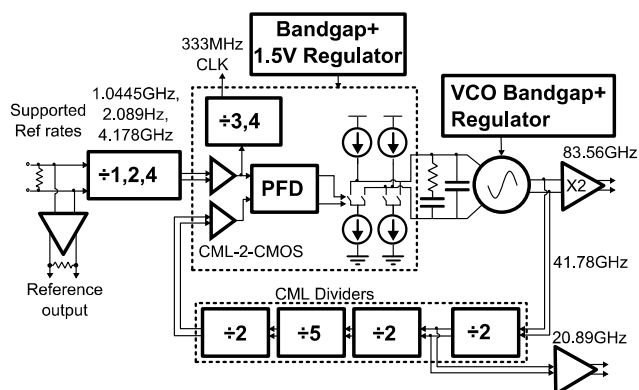 Bandgap+
1.5V Regulator
333MHz
CLK
1.0445GHz,
2.089Hz,
4.178GHz
Supported
Ref rates
÷1,2,4
÷3,4
PFD
CML-2-CMOS
VCO Bandgap+
Regulator
83.56GHz
X2
41.78GHz
Reference
output
CML Dividers
÷2
÷5
÷2
÷2
20.89GHz